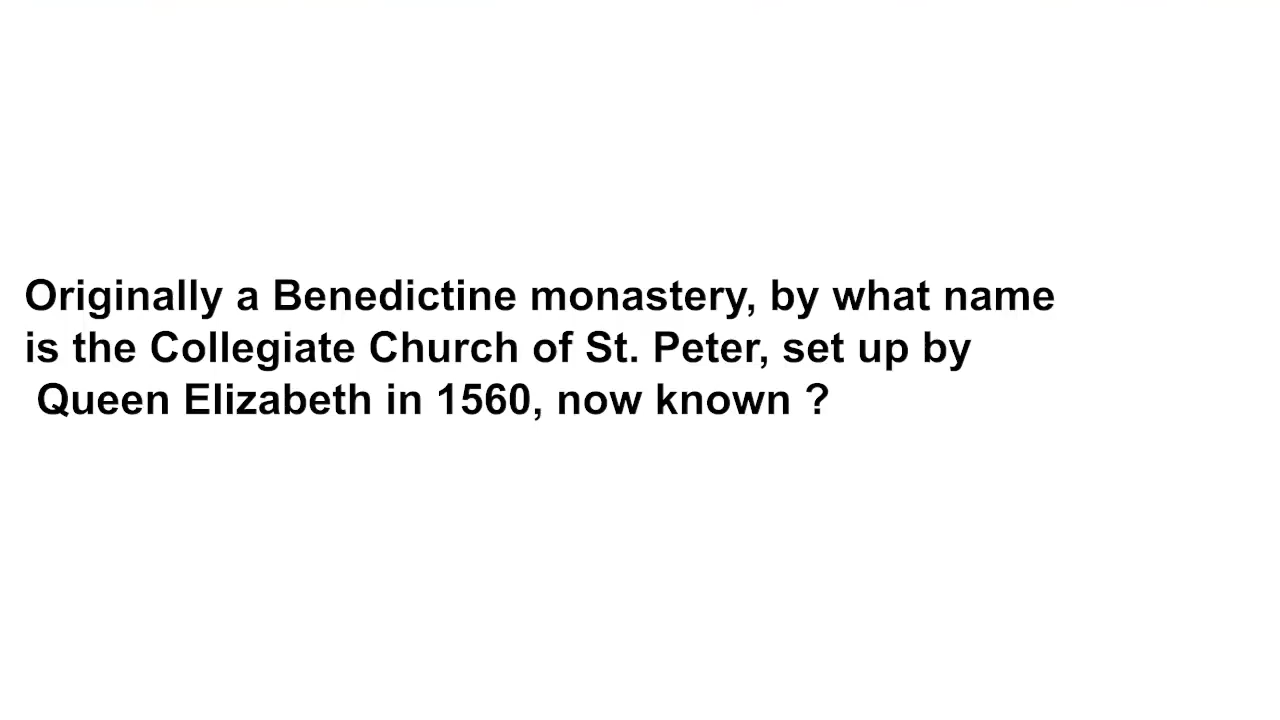 Originally a Benedictine monastery, by what name
is the Collegiate Church of St. Peter, set up by
Queen Elizabeth in 1560, now known ?